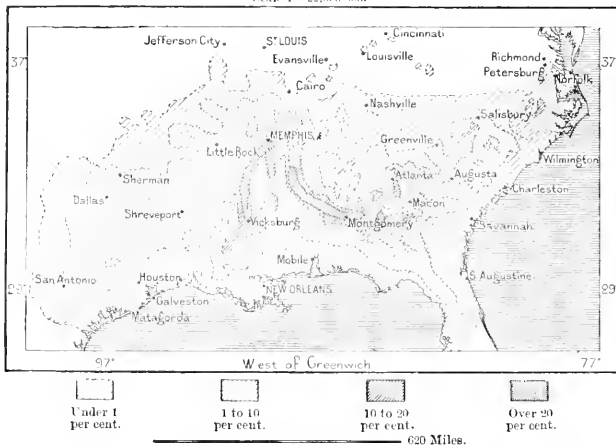 Jefferson City
ST LOUIS
Cincinnati
Evansville
Louisville
Richmond
Petersburg
Norfolk
37°
37°
Cairo
Nashville
Salisbury
MEMPHIS
Greenville
Little Rock
Wilmington
Atlanta
Augusta
Sherman
Charleston
Dallas
Macon
Shreveport
Vicksburg
Montgomery
Savannah
Mobile
San Antonio
Houston
NEW ORLEANS
S. Augustine
29°
29
Galveston
Matagorda
97°
West of Greenwich
77°
Under 1
per cent.
1 to 10
per cent.
10 to 20
per cent.
Over 20
per cent.
620 Miles.